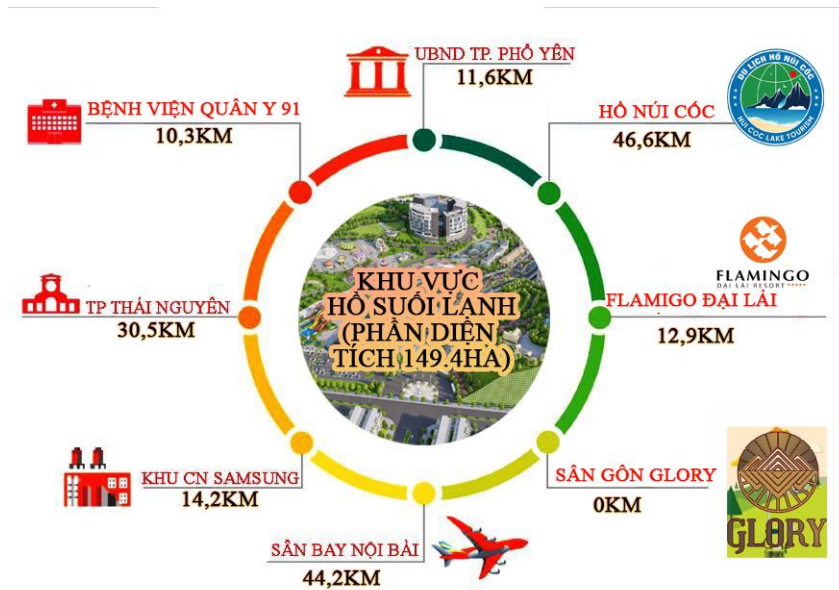 UBND TP. PHỔ YÊN
11,6KM
BỆNH VIỆN QUÂN Y 91
10,3KM
HỒ NÚI CỐC
46,6KM
DU LỊCH HỒ NÚI CỐC
NUI COC LAKE TOURISM
TP THÁI NGUYÊN
30,5KM
KHU VỰC
HỒ SUỐI LẠNH
(PHẦN DIỆN
TÍCH 149.4HA)
FLAMINGO
ĐẠI LẢI RESORT
FLAMIGO ĐẠI LẢI
12,9KM
KHU CN SAMSUNG
14,2KM
SÂN GÔN GLORY
0KM
GLORY
SÂN BAY NỘI BÀI
44,2KM